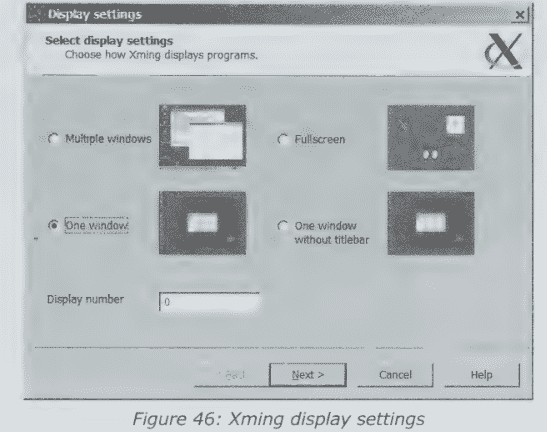 Display settings
Select display settings
Choose how Xming displays programs.
Multiple windows
Fullscreen
One window
One window
without titlebar
Display number
0
Next >
Cancel
Help
Figure 46: Xming display settings